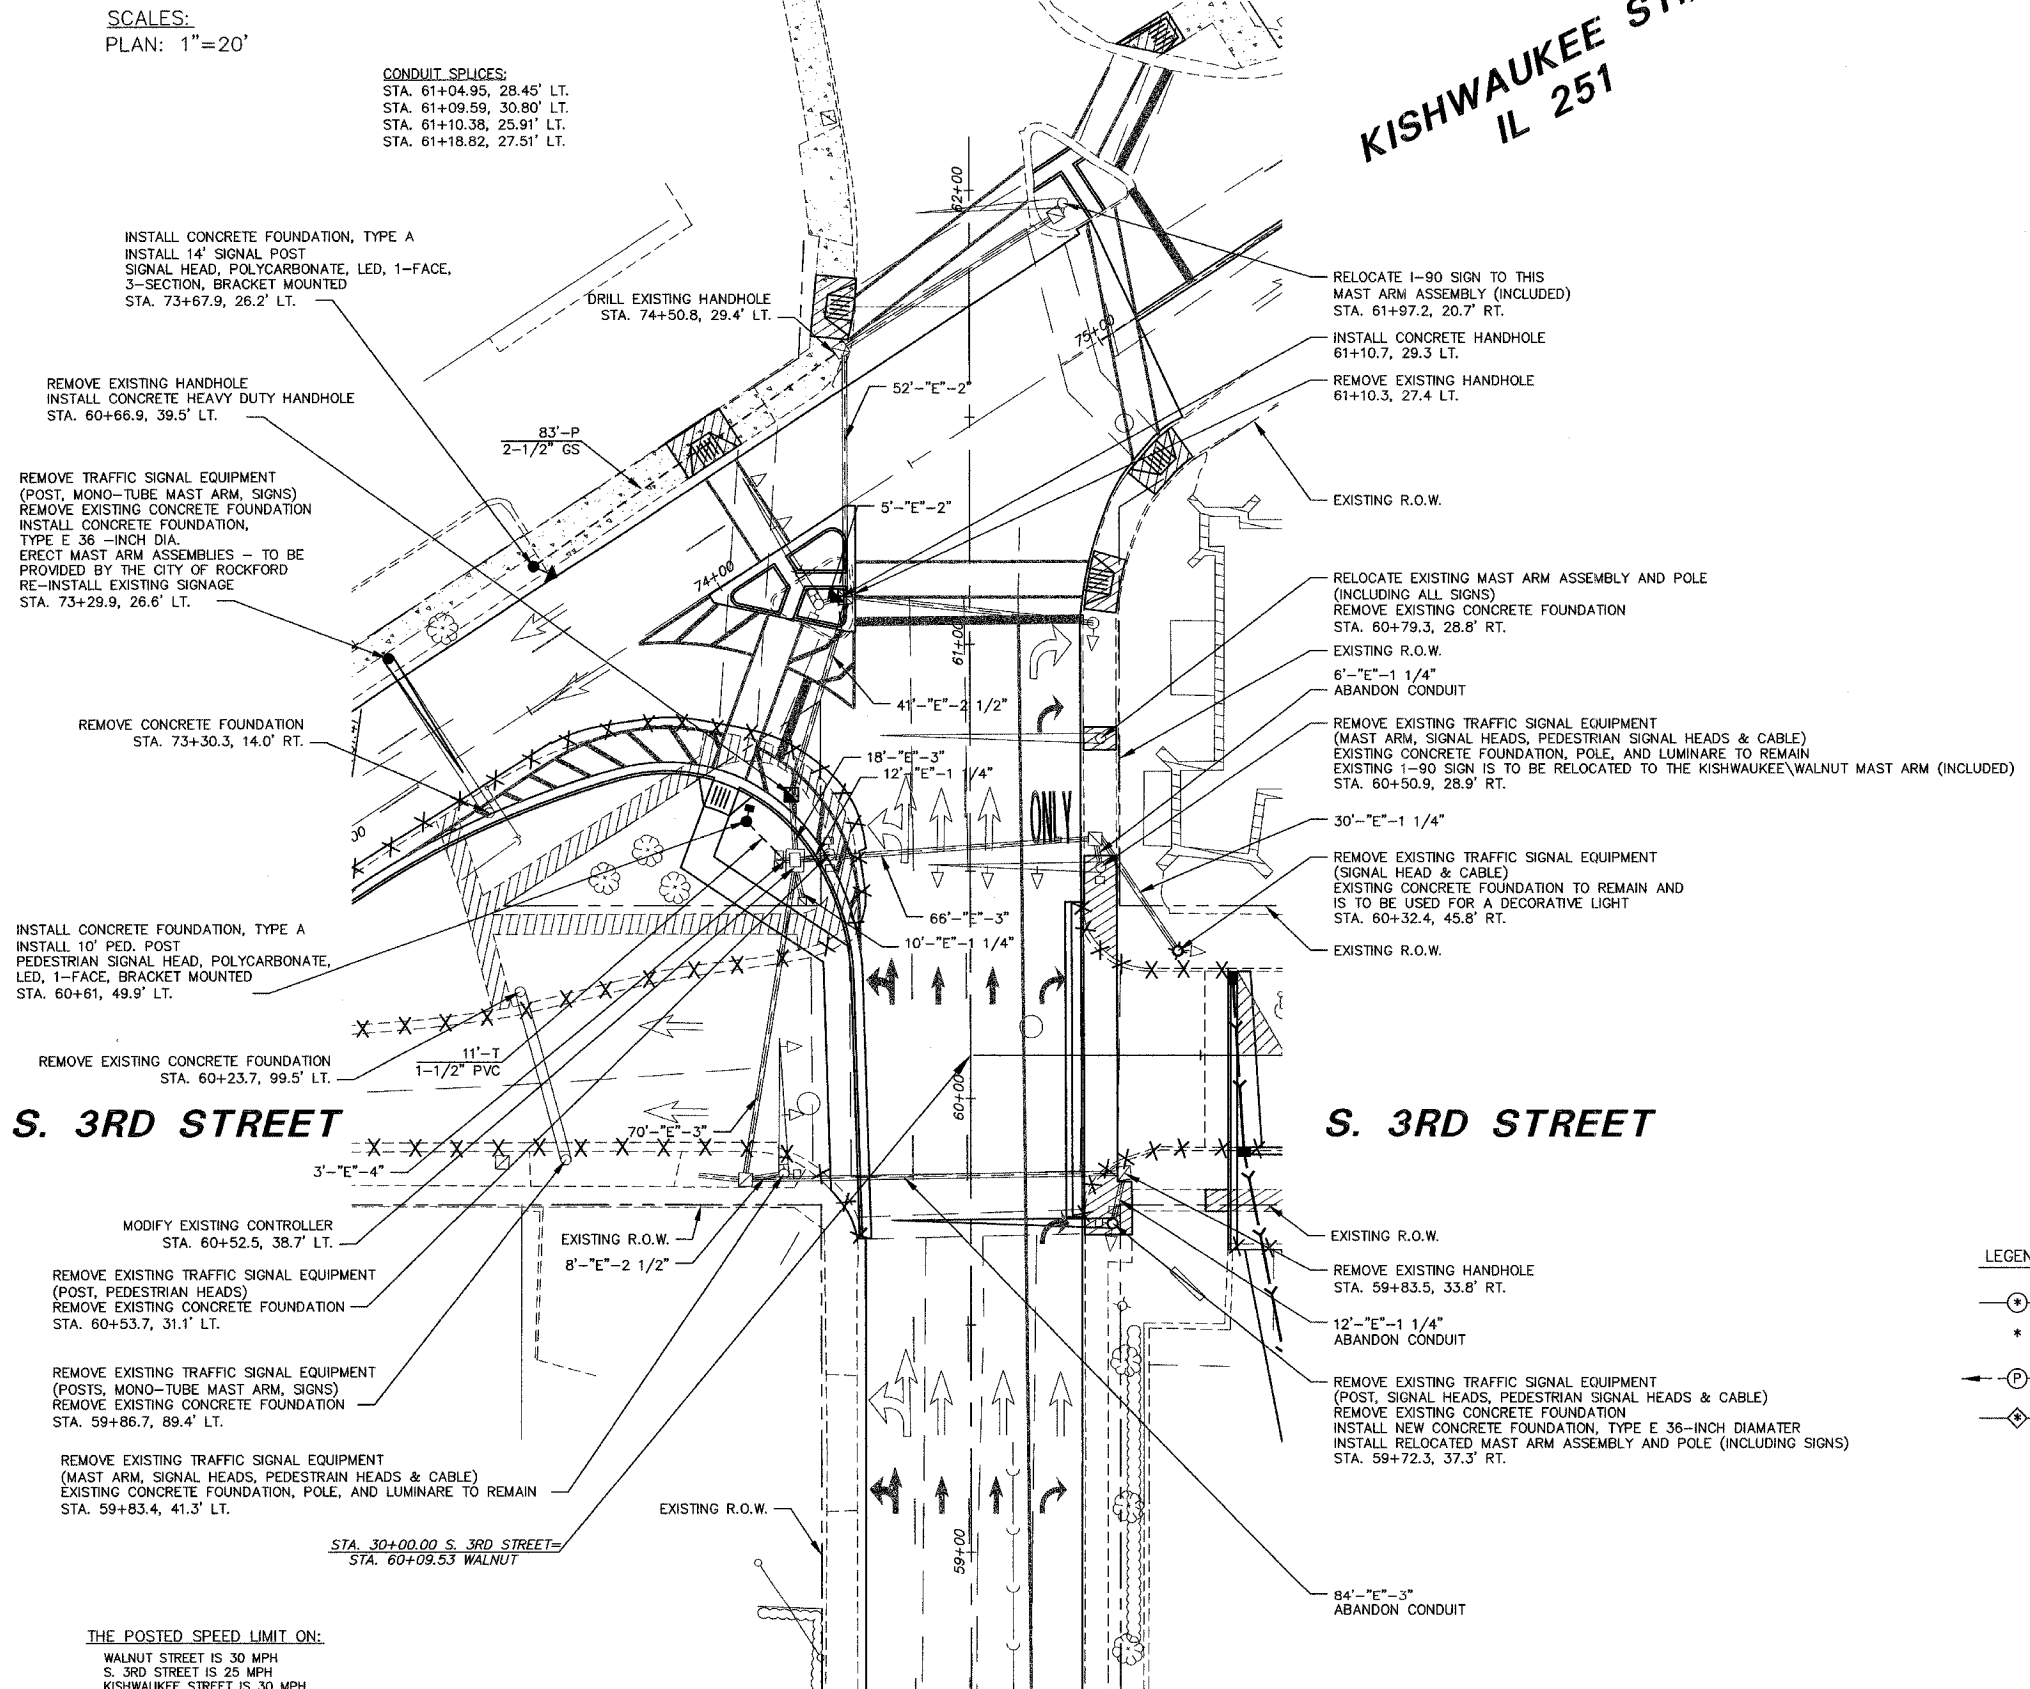 SCALES:
PLAN: 1"=20'
CONDUIT SPLICES:
STA. 61+04.95, 28.45' LT.
STA. 61+09.59, 30.80' LT.
STA. 61+10.38, 25.91' LT.
STA. 61+18.82, 27.51' LT.
KISHWAUKEE
IL 251
INSTALL CONCRETE FOUNDATION, TYPE A
INSTALL 14' SIGNAL POST
SIGNAL HEAD, POLYCARBONATE, LED, 1-FACE,
3-SECTION, BRACKET MOUNTED
STA. 73+67.9, 26.2' LT.
DRILL EXISTING HANDHOLE
STA. 74+50.8, 29.4' LT.
REMOVE EXISTING HANDHOLE
INSTALL CONCRETE HEAVY DUTY HANDHOLE
STA. 60+66.9, 39.5' LT.
83'-P
2-1/2" GS
REMOVE TRAFFIC SIGNAL EQUIPMENT
(POST, MONO-TUBE MAST ARM, SIGNS)
REMOVE EXISTING CONCRETE FOUNDATION
INSTALL CONCRETE FOUNDATION,
TYPE E 36 -INCH DIA.
ERECT MAST ARM ASSEMBLIES - TO BE
PROVIDED BY THE CITY OF ROCKFORD
RE-INSTALL EXISTING SIGNAGE
STA. 73+29.9, 26.6' LT.
REMOVE CONCRETE FOUNDATION
STA. 73+30.3, 14.0' RT.
INSTALL CONCRETE FOUNDATION, TYPE A
INSTALL 10' PED. POST
PEDESTRIAN SIGNAL HEAD, POLYCARBONATE,
LED, 1-FACE, BRACKET MOUNTED
STA. 60+61, 49.9' LT.
REMOVE EXISTING CONCRETE FOUNDATION
STA. 60+23.7, 99.5' LT.
11'-T
1-1/2" PVC
S. 3RD STREET
70'-"E"-3"
3'-"E"-4"
MODIFY EXISTING CONTROLLER
STA. 60+52.5, 38.7' LT.
EXISTING R.O.W.
8'-"E"-2 1/2"
REMOVE EXISTING TRAFFIC SIGNAL EQUIPMENT
(POST, PEDESTRIAN HEADS)
REMOVE EXISTING CONCRETE FOUNDATION
STA. 60+53.7, 31.1' LT.
REMOVE EXISTING TRAFFIC SIGNAL EQUIPMENT
(POSTS, MONO-TUBE MAST ARM, SIGNS)
REMOVE EXISTING CONCRETE FOUNDATION
STA. 59+86.7, 89.4' LT.
REMOVE EXISTING TRAFFIC SIGNAL EQUIPMENT
(MAST ARM, SIGNAL HEADS, PEDESTRAIN HEADS & CABLE)
EXISTING CONCRETE FOUNDATION, POLE, AND LUMINARE TO REMAIN
STA. 59+83.4, 41.3' LT.
EXISTING R.O.W.
STA. 30+00.00 S. 3RD STREET=
STA. 60+09.53 WALNUT
THE POSTED SPEED LIMIT ON:
WALNUT STREET IS 30 MPH
S. 3RD STREET IS 25 MPH
KISHWAUKEE STREET IS 30 MPH
62+00
75+00
52'-"E"-2"
5'-"E"-2"
74+00
61+00
41'-"E"-2 1/2"
18'-"E"-3"
12'-"E"-1 1/4"
ONLY
00
66'-"E"-3"
10'-"E"-1 1/4"
60+00
59+00
RELOCATE I-90 SIGN TO THIS
MAST ARM ASSEMBLY (INCLUDED)
STA. 61+97.2, 20.7' RT.
INSTALL CONCRETE HANDHOLE
61+10.7, 29.3 LT.
REMOVE EXISTING HANDHOLE
61+10.3, 27.4 LT.
EXISTING R.O.W.
RELOCATE EXISTING MAST ARM ASSEMBLY AND POLE
(INCLUDING ALL SIGNS)
REMOVE EXISTING CONCRETE FOUNDATION
STA. 60+79.3, 28.8' RT.
EXISTING R.O.W.
6'-"E"-1 1/4"
ABANDON CONDUIT
REMOVE EXISTING TRAFFIC SIGNAL EQUIPMENT
(MAST ARM, SIGNAL HEADS, PEDESTRIAN SIGNAL HEADS & CABLE)
EXISTING CONCRETE FOUNDATION, POLE, AND LUMINARE TO REMAIN
EXISTING I-90 SIGN IS TO BE RELOCATED TO THE KISHWAUKEE\WALNUT MAST ARM (INCLUDED)
STA. 60+50.9, 28.9' RT.
30'-"E"-1 1/4"
REMOVE EXISTING TRAFFIC SIGNAL EQUIPMENT
(SIGNAL HEAD & CABLE)
EXISTING CONCRETE FOUNDATION TO REMAIN AND
IS TO BE USED FOR A DECORATIVE LIGHT
STA. 60+32.4, 45.8' RT.
EXISTING R.O.W.
S. 3RD STREET
EXISTING R.O.W.
REMOVE EXISTING HANDHOLE
STA. 59+83.5, 33.8' RT.
12'-"E"-1 1/4"
ABANDON CONDUIT
REMOVE EXISTING TRAFFIC SIGNAL EQUIPMENT
(POST, SIGNAL HEADS, PEDESTRIAN SIGNAL HEADS & CABLE)
REMOVE EXISTING CONCRETE FOUNDATION
INSTALL NEW CONCRETE FOUNDATION, TYPE E 36-INCH DIAMATER
INSTALL RELOCATED MAST ARM ASSEMBLY AND POLE (INCLUDING SIGNS)
STA. 59+72.3, 37.3' RT.
84'-"E"-3"
ABANDON CONDUIT
LEGEN
*
*
P
*